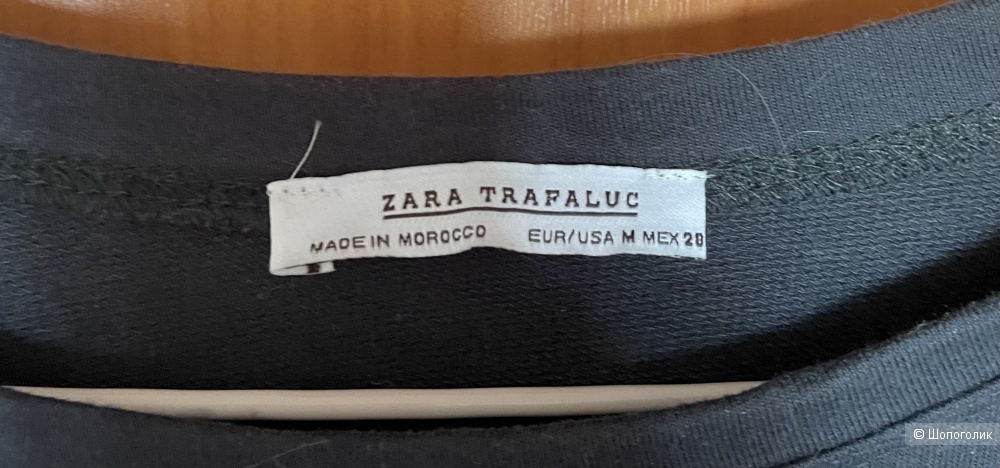 ZARA TRAFALUC
MADE IN MOROCCO EUR/USA M MEX 28
© Шопоголик